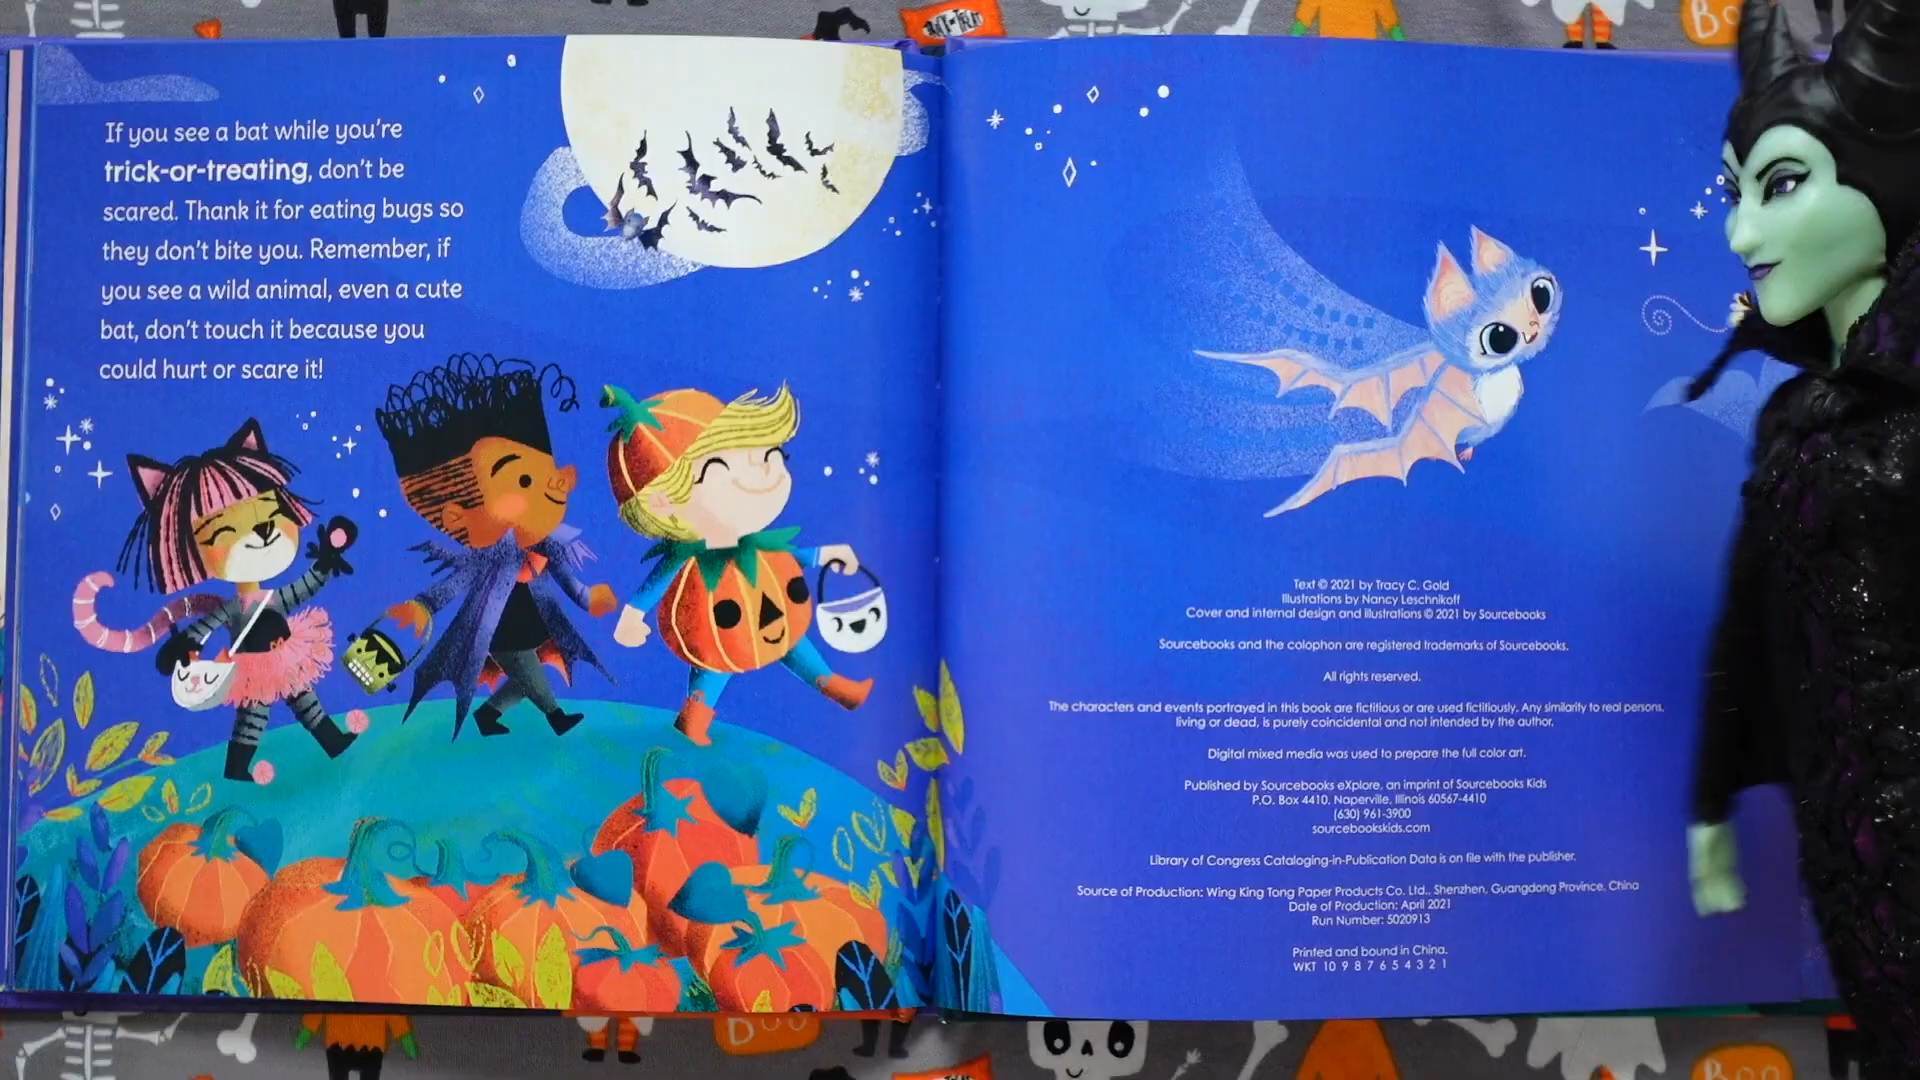 If you see a bat while you're
trick-or-treating, don't be
scared. Thank it for eating bugs so
they don't bite you. Remember, if
you see a wild animal, even a cute
bat, don't touch it because you
could hurt or scare it!
Text © 2021 by Tracy C. Gold
Illustrations by Nancy Leschnikoff
Cover and internal design and illustrations © 2021 by Sourcebooks
Sourcebooks and the colophon are registered trademarks of Sourcebooks.
All rights reserved.
The characters and events portrayed in this book are fictitious or are used fictitiously. Any similarity to real persons,
living or dead, is purely coincidental and not intended by the author.
Digital mixed media was used to prepare the full color art.
Published by Sourcebooks eXplore, an imprint of Sourcebooks Kids
P.O. Box 4410, Naperville, Illinois 60567-4410
(630) 961-3900
sourcebookskids.com
Library of Congress Cataloging-in-Publication Data is on file with the publisher.
Source of Production: Wing King Tong Paper Products Co. Ltd., Shenzhen, Guangdong Province, China
Date of Production: April 2021
Run Number: 5020913
Printed and bound in China.
WKT 10 9 8 7 6 5 4 3 2 1
Boo
Boo